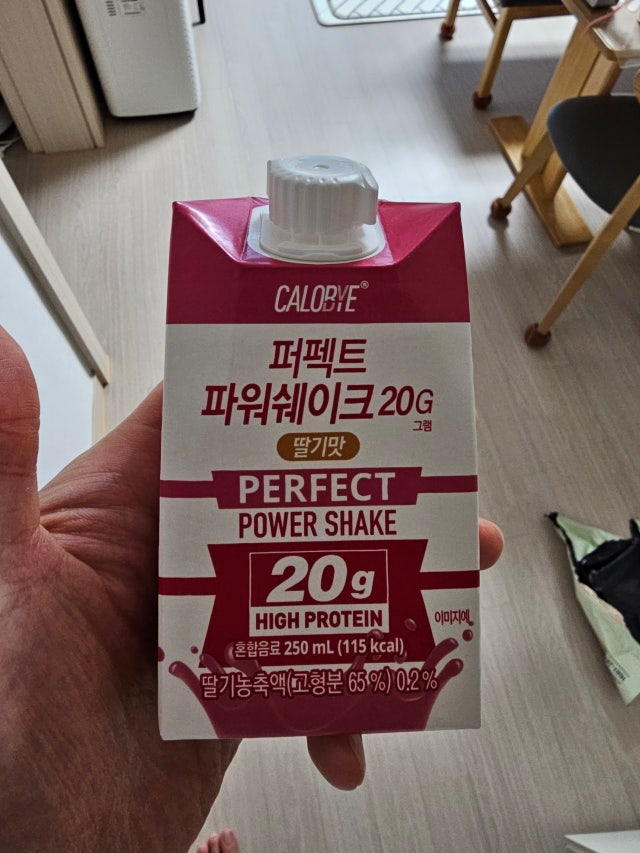 CALOBYE®
퍼펙트
파워쉐이크 20G
그램
딸기맛
PERFECT
POWER SHAKE
20g
HIGH PROTEIN
이미지예
혼합음료 250 mL (115 kcal)
딸기농축액(고형분 65 %) 0.2 %